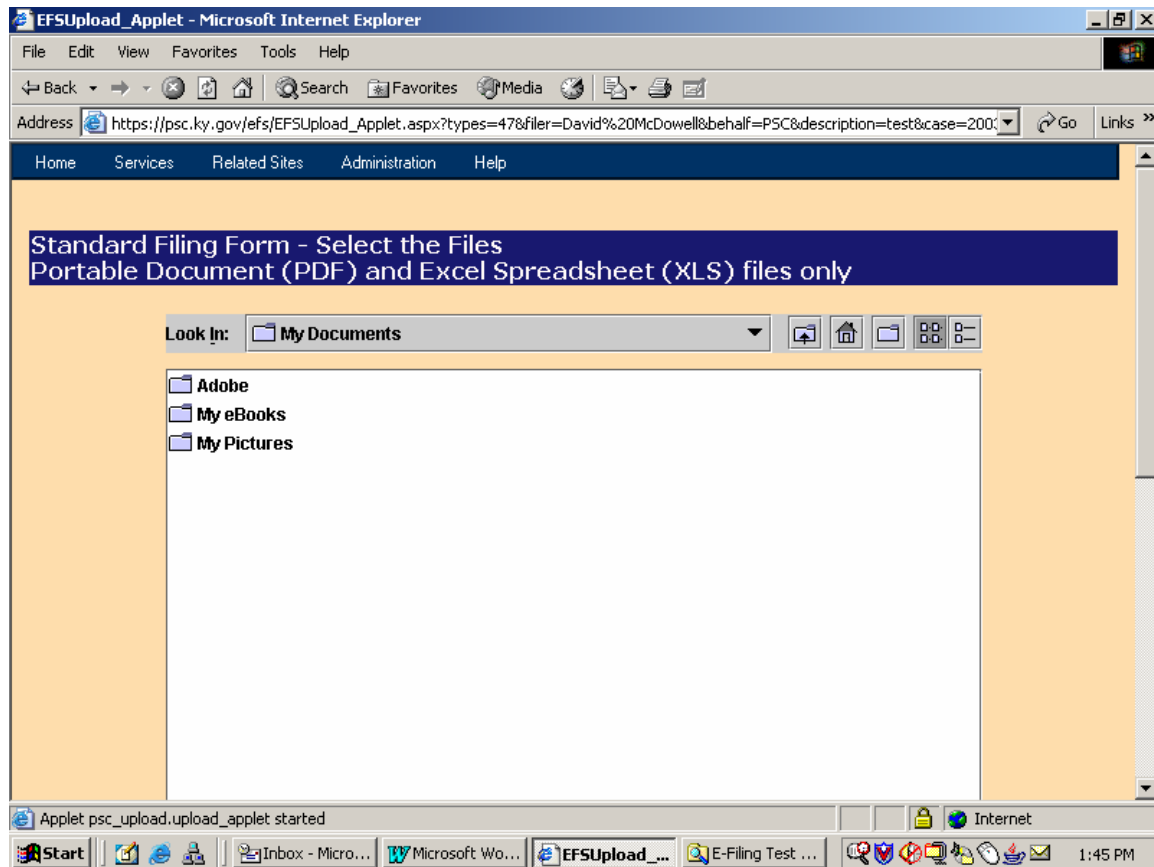 EFSUpload_Applet - Microsoft Internet Explorer
File Edit View Favorites Tools Help
Back Search Favorites Media
Address https://psc.ky.gov/efs/EFSUpload_Applet.aspx?types=47&filer=David%20McDowell&behalf=PSC&description=test&case=200 Go Links »
Home Services Related Sites Administration Help
Standard Filing Form - Select the Files
Portable Document (PDF) and Excel Spreadsheet (XLS) files only
Look In: My Documents
Adobe
My eBooks
My Pictures
Applet psc_upload.upload_applet started Internet
Start Inbox - Micro... Microsoft Wo... EFSUpload_... E-Filing Test ... 1:45 PM